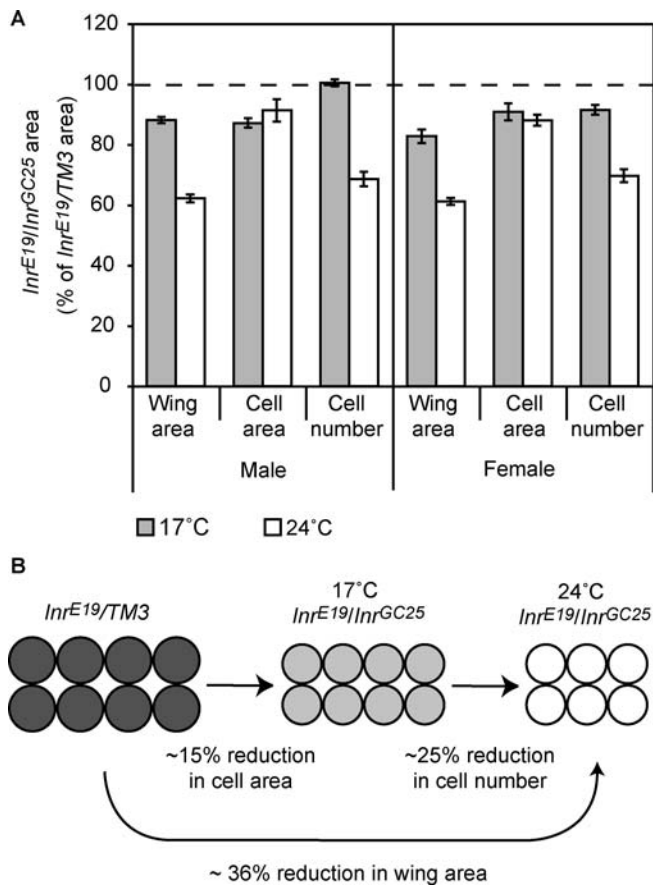 A
120
100
80
60
40
20
0
InrE19/InrGC25 area
(% of InrE19/TM3 area)
Wing area
Cell area
Cell number
Wing area
Cell area
Cell number
Male
Female
17°C
24°C
B
InrE19/TM3
17°C
InrE19/InrGC25
24°C
InrE19/InrGC25
~15% reduction
in cell area
~25% reduction
in cell number
~ 36% reduction in wing area